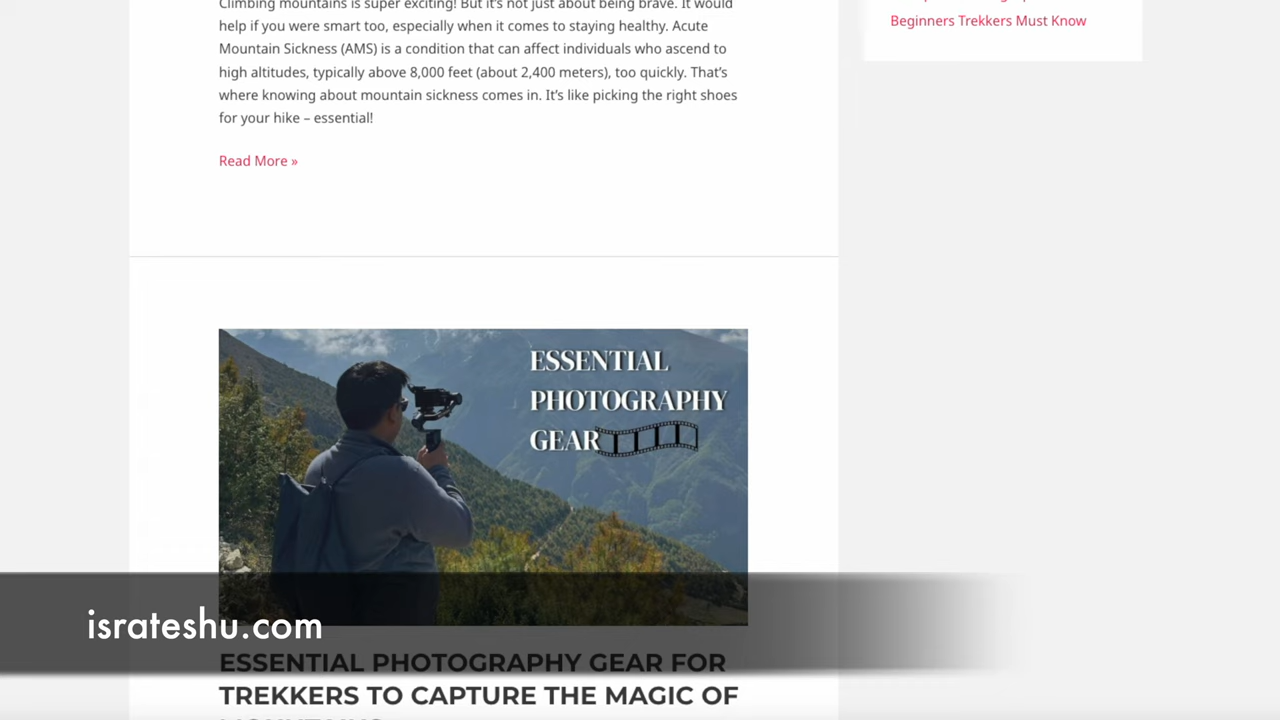 Climbing mountains is super exciting! But it's not just about being brave. It would
help if you were smart too, especially when it comes to staying healthy. Acute
Mountain Sickness (AMS) is a condition that can affect individuals who ascend to
high altitudes, typically above 8,000 feet (about 2,400 meters), too quickly. That's
where knowing about mountain sickness comes in. It's like picking the right shoes
for your hike – essential!
Read More »
Beginners Trekkers Must Know
ESSENTIAL
PHOTOGRAPHY
GEAR
israteshu.com
ESSENTIAL PHOTOGRAPHY GEAR FOR
TREKKERS TO CAPTURE THE MAGIC OF